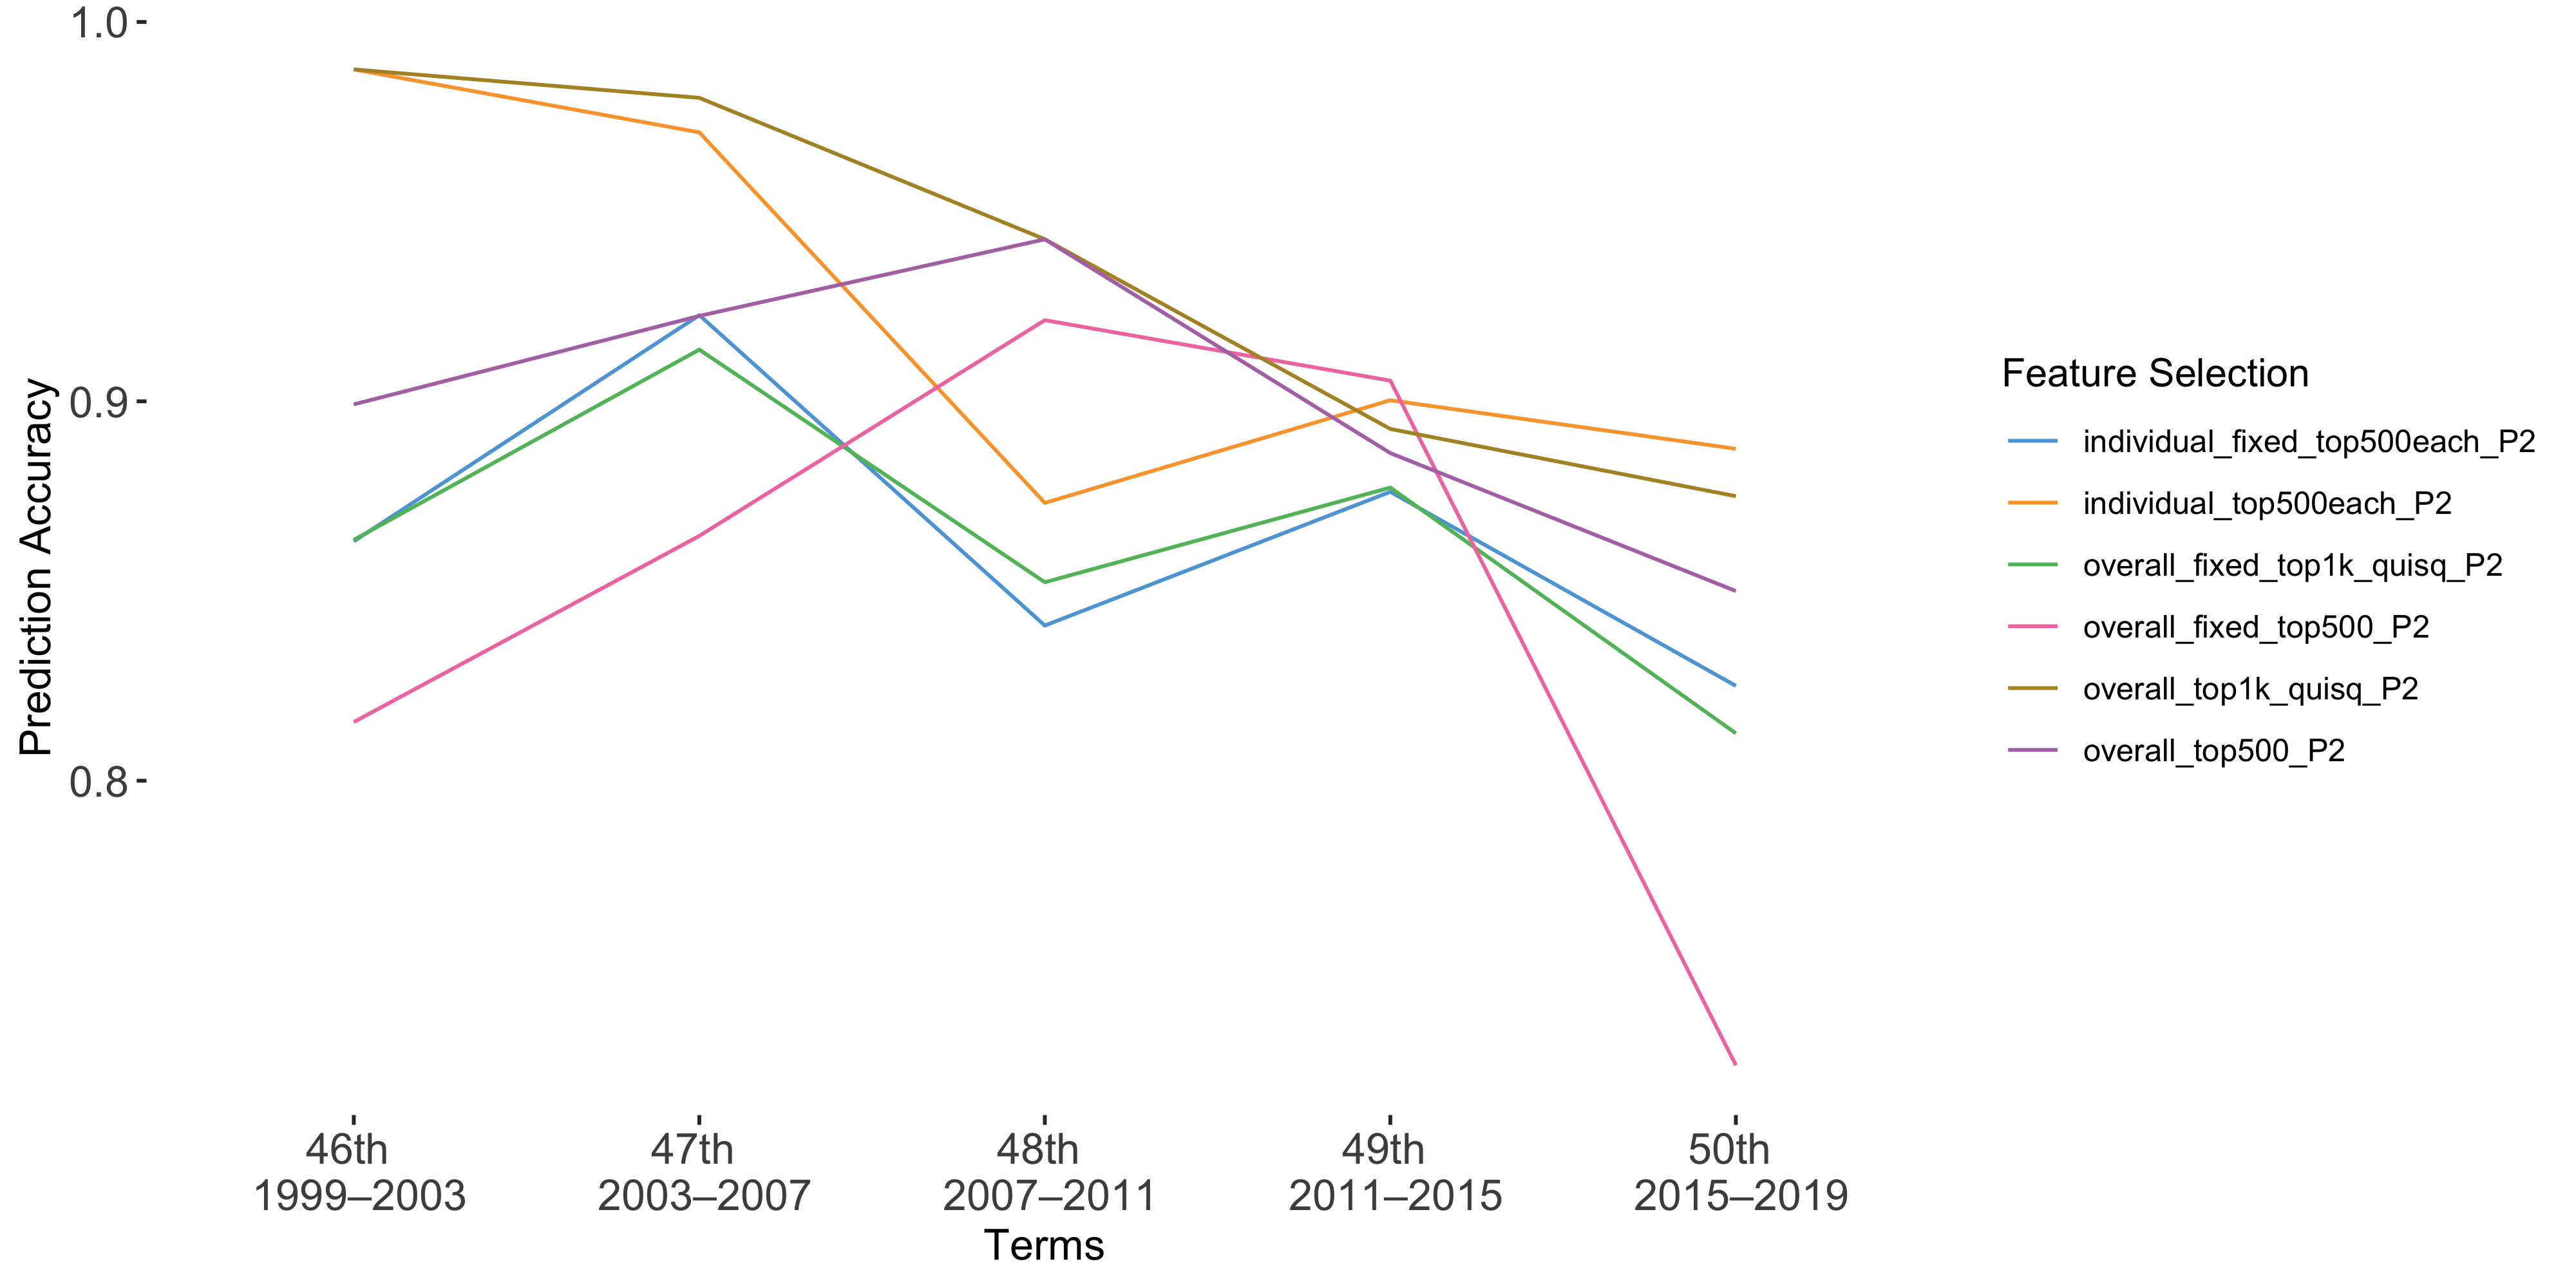 1.0
0.9
0.8
Prediction Accuracy
46th
1999–2003
47th
2003–2007
48th
2007–2011
49th
2011–2015
50th
2015–2019
Terms
Feature Selection
individual_fixed_top500each_P2
individual_top500each_P2
overall_fixed_top1k_quisq_P2
overall_fixed_top500_P2
overall_top1k_quisq_P2
overall_top500_P2